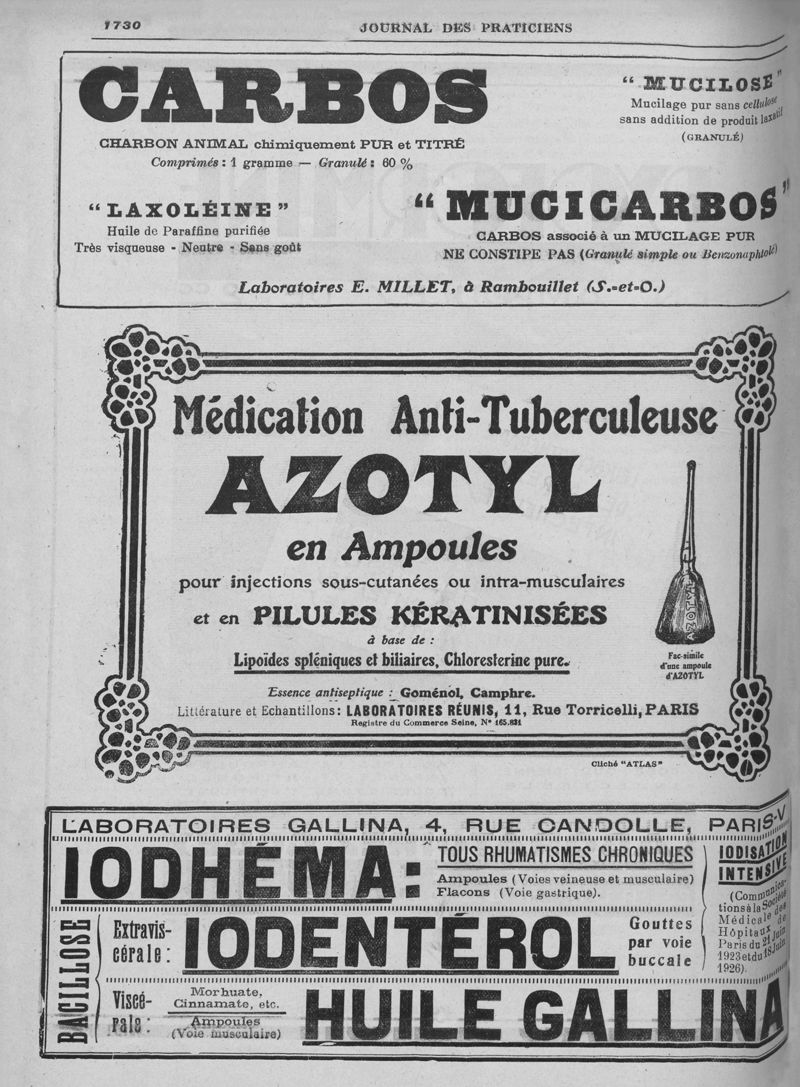 1730
JOURNAL DES PRATICIENS
CARBOS
CHARBON ANIMAL chimiquement PUR et TITRÉ
Comprimés : 1 gramme — Granulé : 60 %
“ MUCILOSE ”
Mucilage pur sans cellulose
sans addition de produit laxatif
(GRANULÉ)
“ LAXOLÉINE ”
Huile de Paraffine purifiée
Très visqueuse - Neutre - Sans goût
“ MUCICARBOS ”
CARBOS associé à un MUCILAGE PUR
NE CONSTIPE PAS (Granulé simple ou Benzonaphtolé)
Laboratoires E. MILLET, à Rambouillet (S.-et-O.)
Médication Anti-Tuberculeuse
AZOTYL
en Ampoules
pour injections sous-cutanées ou intra-musculaires
et en PILULES KÉRATINISÉES
à base de :
Lipoïdes spléniques et biliaires, Chloresterine pure.
AZOTYL
Fac-simile
d'une ampoule
d'AZOTYL
Essence antiseptique : Goménol, Camphre.
Littérature et Echantillons : LABORATOIRES RÉUNIS, 11, Rue Torricelli, PARIS
Registre du Commerce Seine, N° 165.831
Cliché “ATLAS”
LABORATOIRES GALLINA, 4, RUE CANDOLLE, PARIS-V
IODHÉMA :
TOUS RHUMATISMES CHRONIQUES
Ampoules (Voies veineuse et musculaire)
Flacons (Voie gastrique).
IODISATION
INTENSIVE
(Communica-
tions à la Société
Médicale des
Hôpitaux de
Paris du 21 Juin
1923 et du 18 Juin
1926).
BACILLOSE
Extravis-
cérale :
IODENTÉROL
Gouttes
par voie
buccale
Viscé-
rale :
Morhuate,
Cinnamate, etc.
Ampoules
(Voie musculaire)
HUILE GALLINA